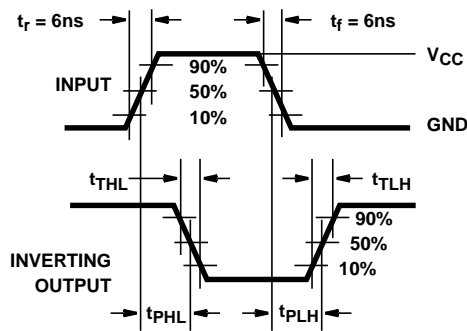 tr = 6ns
tf = 6ns
VCC
INPUT
90%
50%
10%
GND
tTHL
tTLH
90%
50%
10%
INVERTING
OUTPUT
tPHL
tPLH